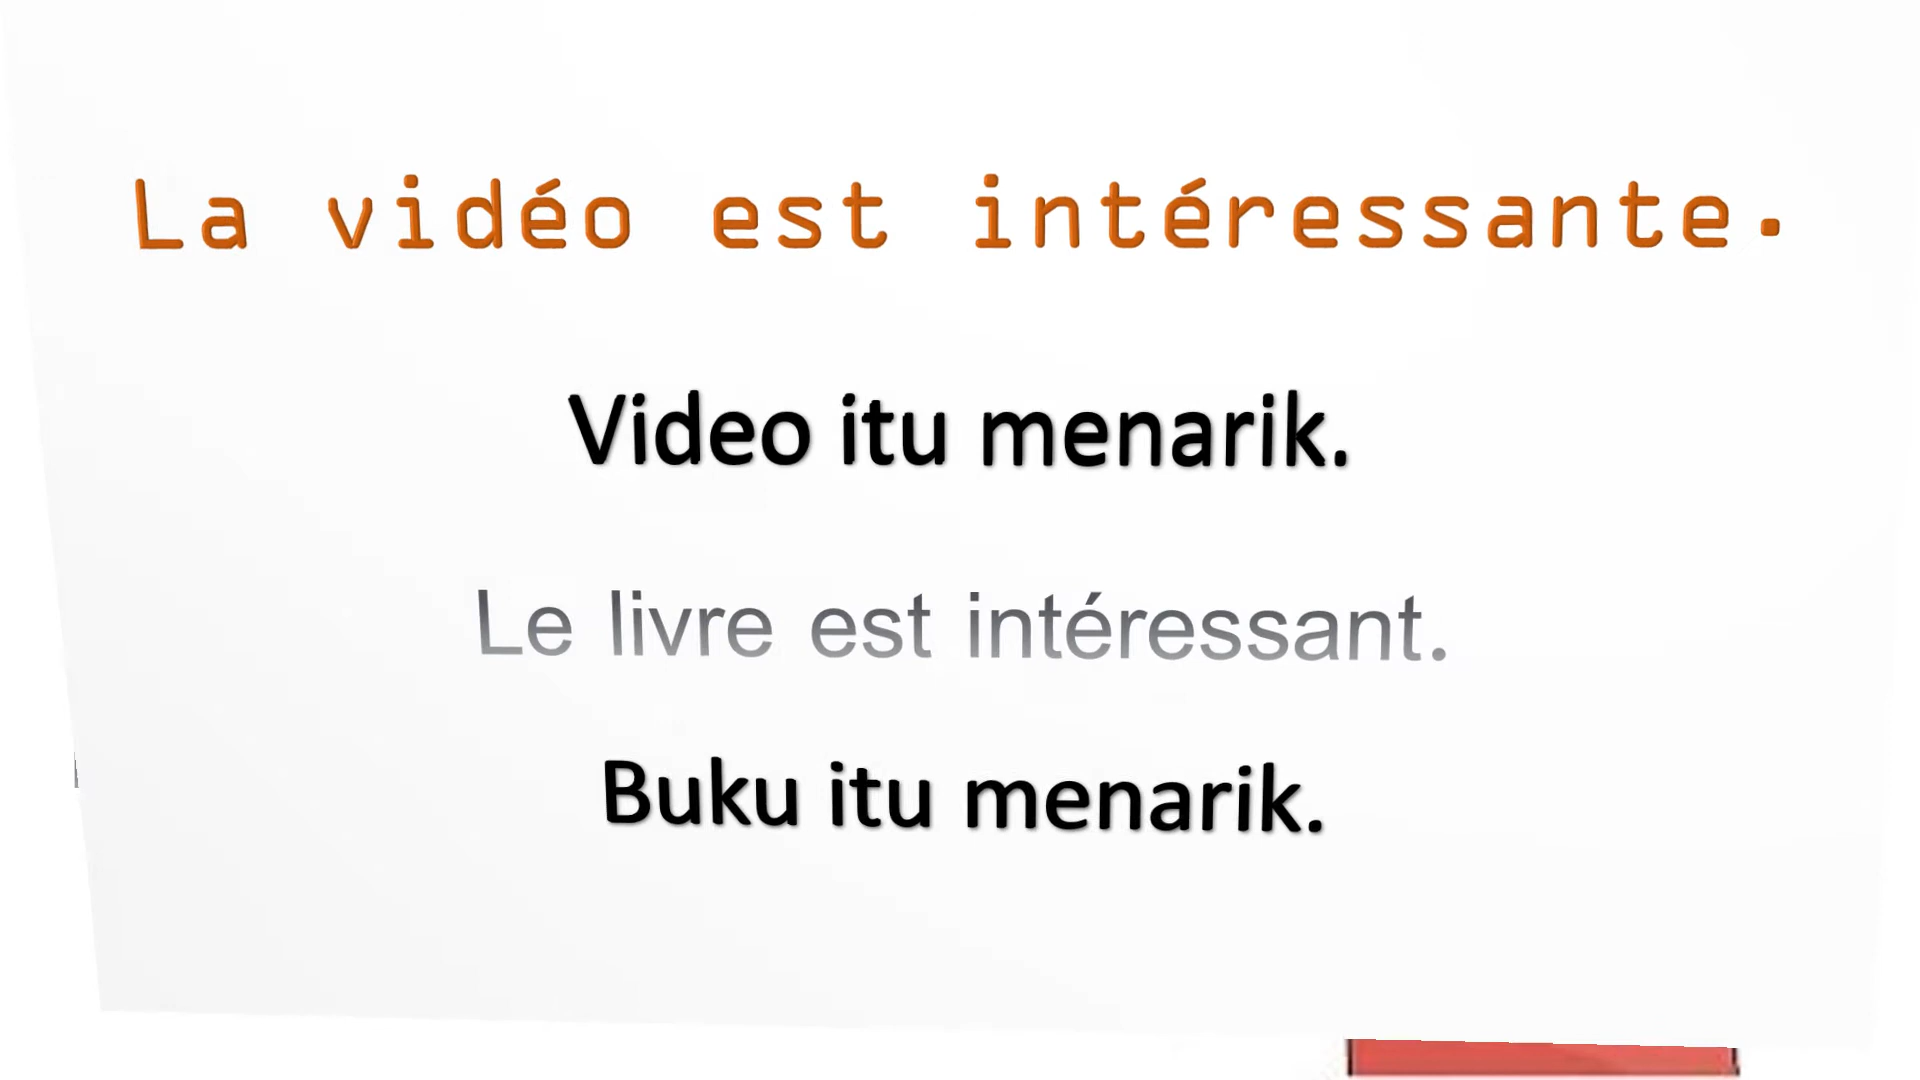 La vidéo est intéressante.
Video itu menarik.
Le livre est intéressant.
Buku itu menarik.